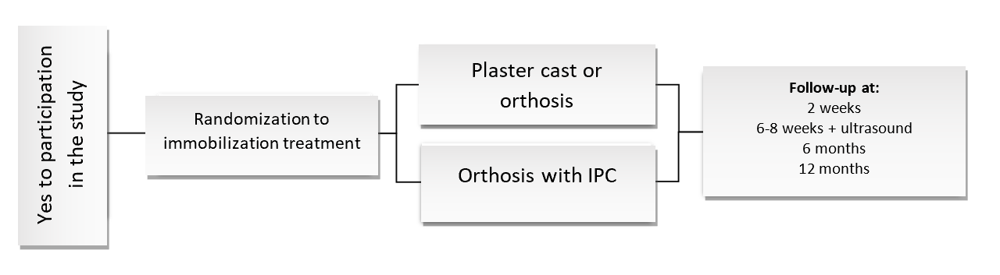 Yes to participation
in the study
Randomization to
immobilization treatment
Plaster cast or
orthosis
Orthosis with IPC
Follow-up at:
2 weeks
6-8 weeks + ultrasound
6 months
12 months